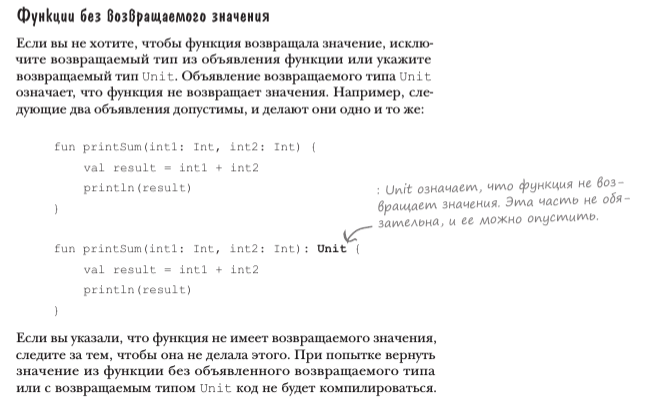 Функции без возвращаемого значения
Если вы не хотите, чтобы функция возвращала значение, исклю-
чите возвращаемый тип из объявления функции или укажите
возвращаемый тип Unit. Объявление возвращаемого типа Unit
означает, что функция не возвращает значения. Например, сле-
дующие два объявления допустимы, и делают они одно и то же:
fun printSum(int1: Int, int2: Int) {
val result = int1 + int2
println(result)
}
: Unit означает, что функция не воз-
вращает значения. Эта часть не обя-
зательна, и ее можно опустить.
fun printSum(int1: Int, int2: Int): Unit {
val result = int1 + int2
println(result)
}
Если вы указали, что функция не имеет возвращаемого значения,
следите за тем, чтобы она не делала этого. При попытке вернуть
значение из функции без объявленного возвращаемого типа
или с возвращаемым типом Unit код не будет компилироваться.